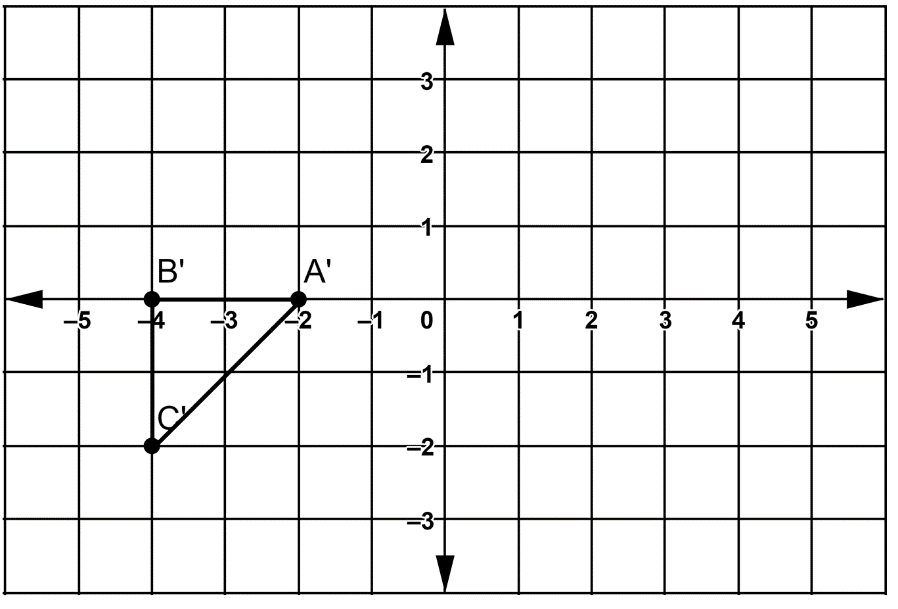 3
2
1
B' A'
–5 –4 –3 –2 –1 0 1 2 3 4 5
–1
C'
–2
–3